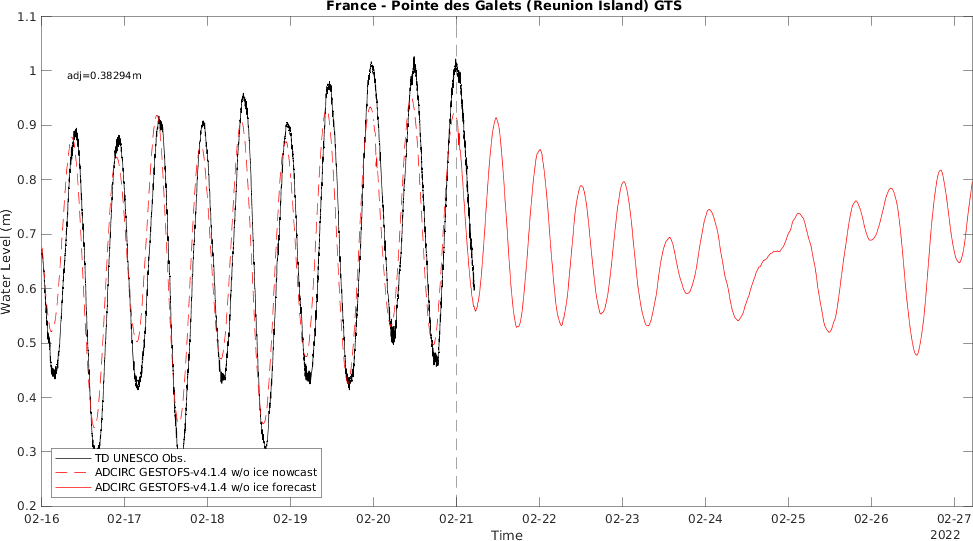 France - Pointe des Galets (Reunion Island) GTS
1.1
1
0.9
0.8
0.7
0.6
0.5
0.4
0.3
0.2
Water Level (m)
adj=0.38294m
TD UNESCO Obs.
ADCIRC GESTOFS-v4.1.4 w/o ice nowcast
ADCIRC GESTOFS-v4.1.4 w/o ice forecast
02-16 02-17 02-18 02-19 02-20 02-21 02-22 02-23 02-24 02-25 02-26 02-27
Time
2022